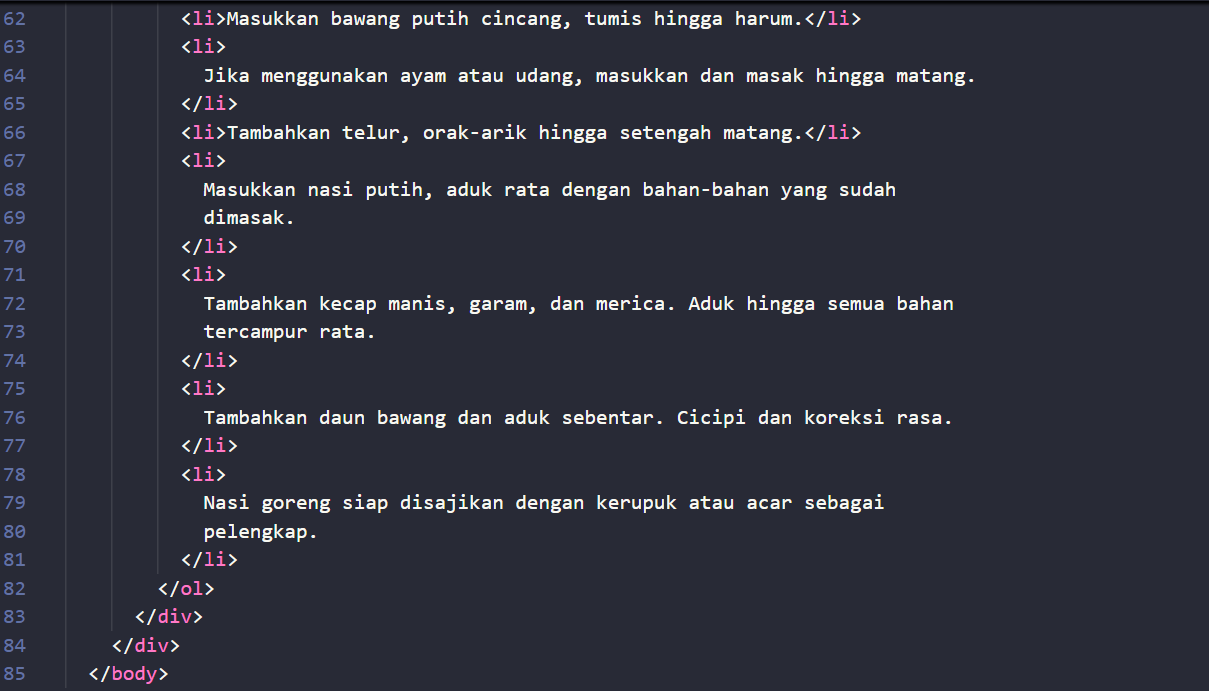 62 <li>Masukkan bawang putih cincang, tumis hingga harum.</li>
63 <li>
64 Jika menggunakan ayam atau udang, masukkan dan masak hingga matang.
65 </li>
66 <li>Tambahkan telur, orak-arik hingga setengah matang.</li>
67 <li>
68 Masukkan nasi putih, aduk rata dengan bahan-bahan yang sudah
69 dimasak.
70 </li>
71 <li>
72 Tambahkan kecap manis, garam, dan merica. Aduk hingga semua bahan
73 tercampur rata.
74 </li>
75 <li>
76 Tambahkan daun bawang dan aduk sebentar. Cicipi dan koreksi rasa.
77 </li>
78 <li>
79 Nasi goreng siap disajikan dengan kerupuk atau acar sebagai
80 pelengkap.
81 </li>
82 </ol>
83 </div>
84 </div>
85 </body>